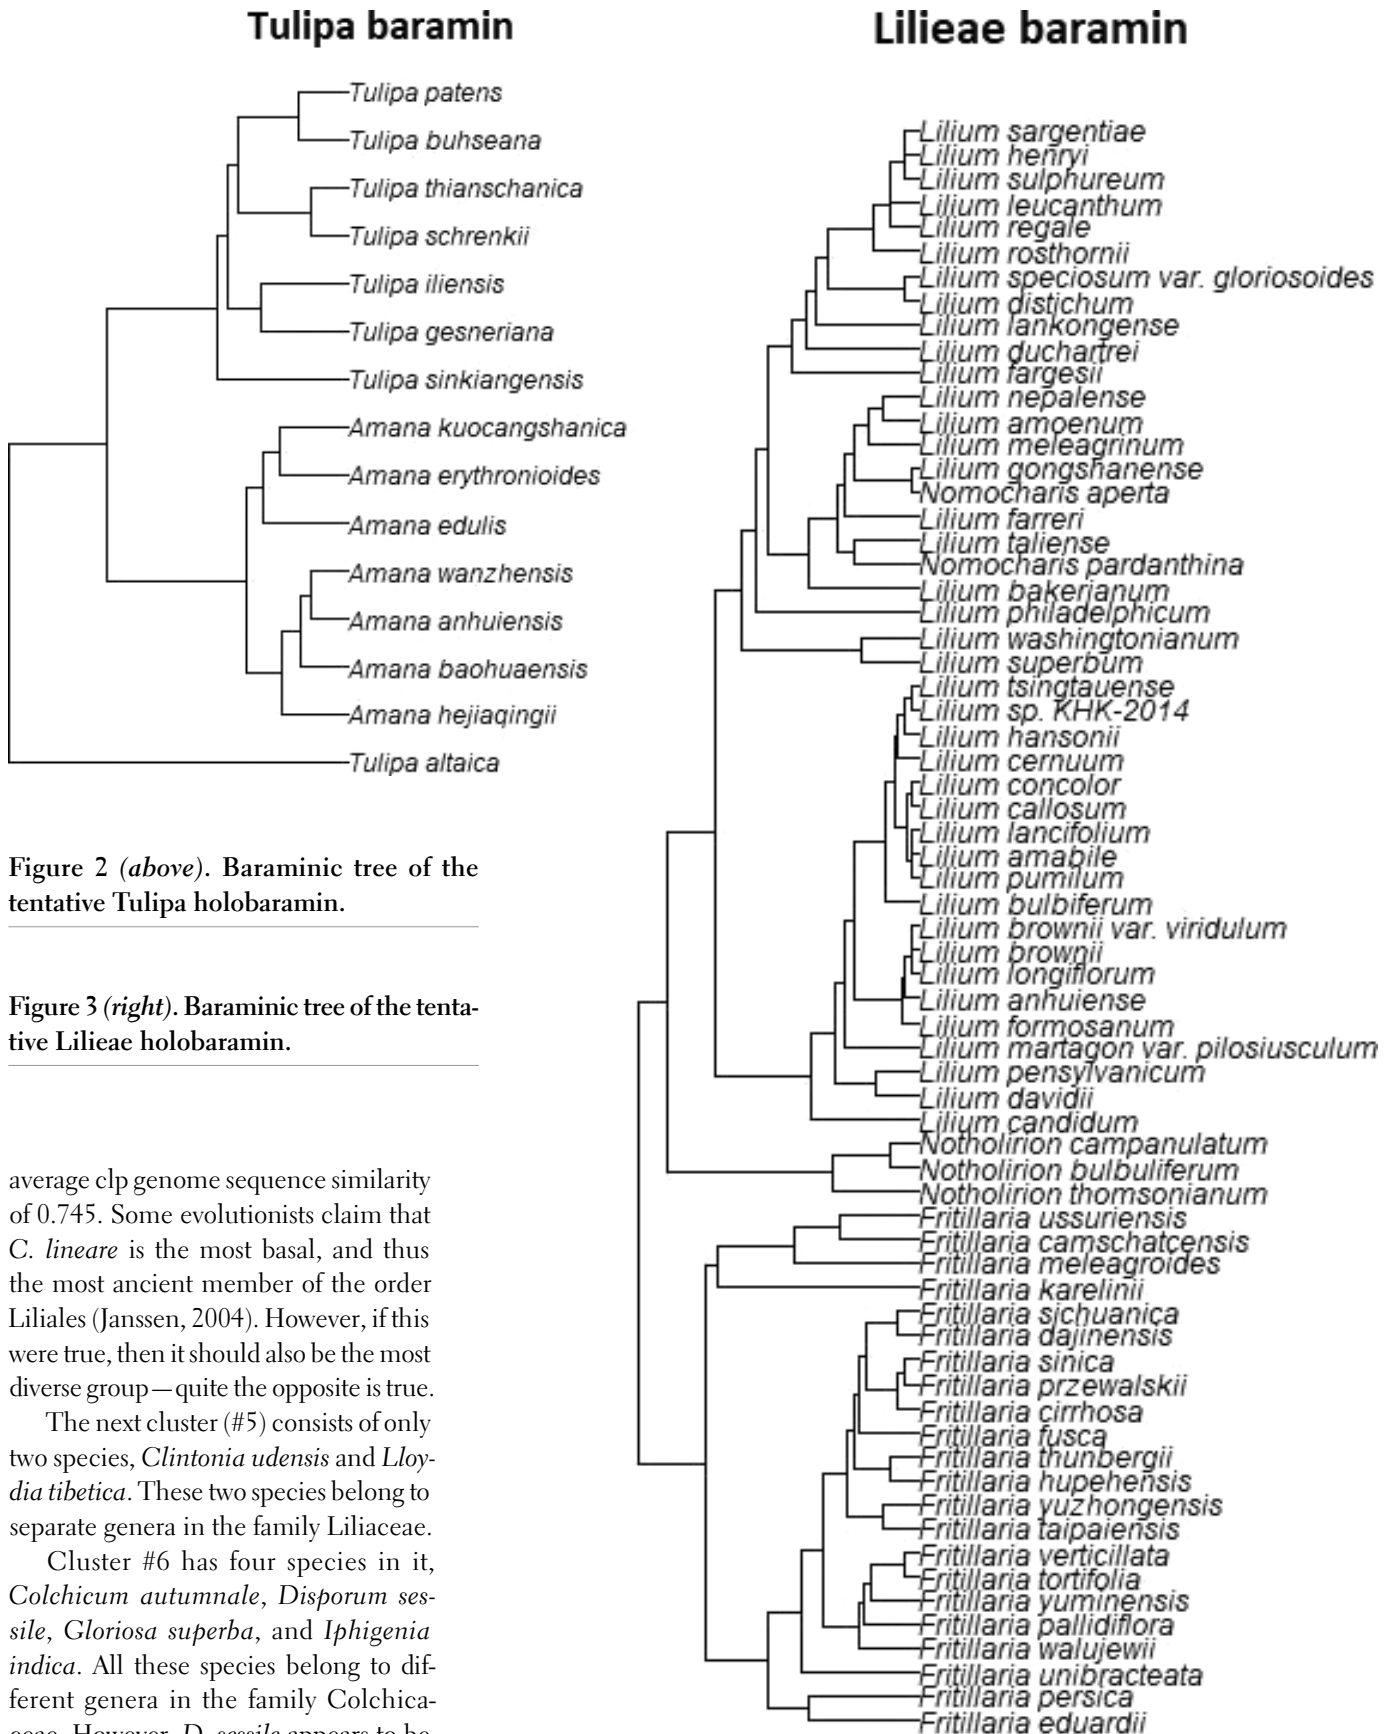 Tulipa baramin
Tulipa patens
Tulipa buhseana
Tulipa thianschanica
Tulipa schrenkii
Tulipa iliensis
Tulipa gesneriana
Tulipa sinkiangensis
Amana kuocangshanica
Amana erythronioides
Amana edulis
Amana wanzhensis
Amana anhuiensis
Amana baohuaensis
Amana hejiaqingii
Tulipa altaica
Figure 2 (above). Baraminic tree of the
tentative Tulipa holobaramin.
Figure 3 (right). Baraminic tree of the tenta-
tive Lilieae holobaramin.
average clp genome sequence similarity
of 0.745. Some evolutionists claim that
C. lineare is the most basal, and thus
the most ancient member of the order
Liliales (Janssen, 2004). However, if this
were true, then it should also be the most
diverse group—quite the opposite is true.
The next cluster (#5) consists of only
two species, Clintonia udensis and Lloy-
dia tibetica. These two species belong to
separate genera in the family Liliaceae.
Cluster #6 has four species in it,
Colchicum autumnale, Disporum ses-
sile, Gloriosa superba, and Iphigenia
indica. All these species belong to dif-
ferent genera in the family Colchica-
Lilieae baramin
Lilium sargentiae
Lilium henryi
Lilium sulphureum
Lilium leucanthum
Lilium regale
Lilium rosthornii
Lilium speciosum var. gloriosoides
Lilium distichum
Lilium lankongense
Lilium duchartrei
Lilium fargesii
Lilium nepalense
Lilium amoenum
Lilium meleagrinum
Lilium gongshanense
Nomocharis aperta
Lilium farreri
Lilium taliense
Nomocharis pardanthina
Lilium bakerianum
Lilium philadelphicum
Lilium washingtonianum
Lilium superbum
Lilium tsingtauense
Lilium sp. KHK-2014
Lilium hansonii
Lilium cernuum
Lilium concolor
Lilium callosum
Lilium lancifolium
Lilium amabile
Lilium pumilum
Lilium bulbiferum
Lilium brownii var. viridulum
Lilium brownii
Lilium longiflorum
Lilium anhuiense
Lilium formosanum
Lilium martagon var. pilosiusculum
Lilium pensylvanicum
Lilium davidii
Lilium candidum
Notholirion campanulatum
Notholirion bulbuliferum
Notholirion thomsonianum
Fritillaria ussuriensis
Fritillaria camschatcensis
Fritillaria meleagroides
Fritillaria karelinii
Fritillaria sichuanica
Fritillaria dajinensis
Fritillaria sinica
Fritillaria przewalskii
Fritillaria cirrhosa
Fritillaria fusca
Fritillaria thunbergii
Fritillaria hupehensis
Fritillaria yuzhongensis
Fritillaria taipaiensis
Fritillaria verticillata
Fritillaria tortifolia
Fritillaria yuminensis
Fritillaria pallidiflora
Fritillaria walujewii
Fritillaria unibracteata
Fritillaria persica
Fritillaria eduardii